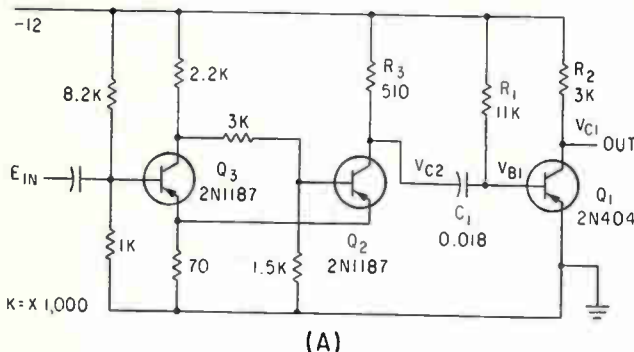 -12
8.2K
2.2K
R3
510
R1
11K
R2
3K
3K
VC1
OUT
EIN
Q3
2N1187
VC2
C1
0.018
VB1
Q1
2N404
Q2
2N1187
1K
70
1.5K
K = X 1,000
(A)